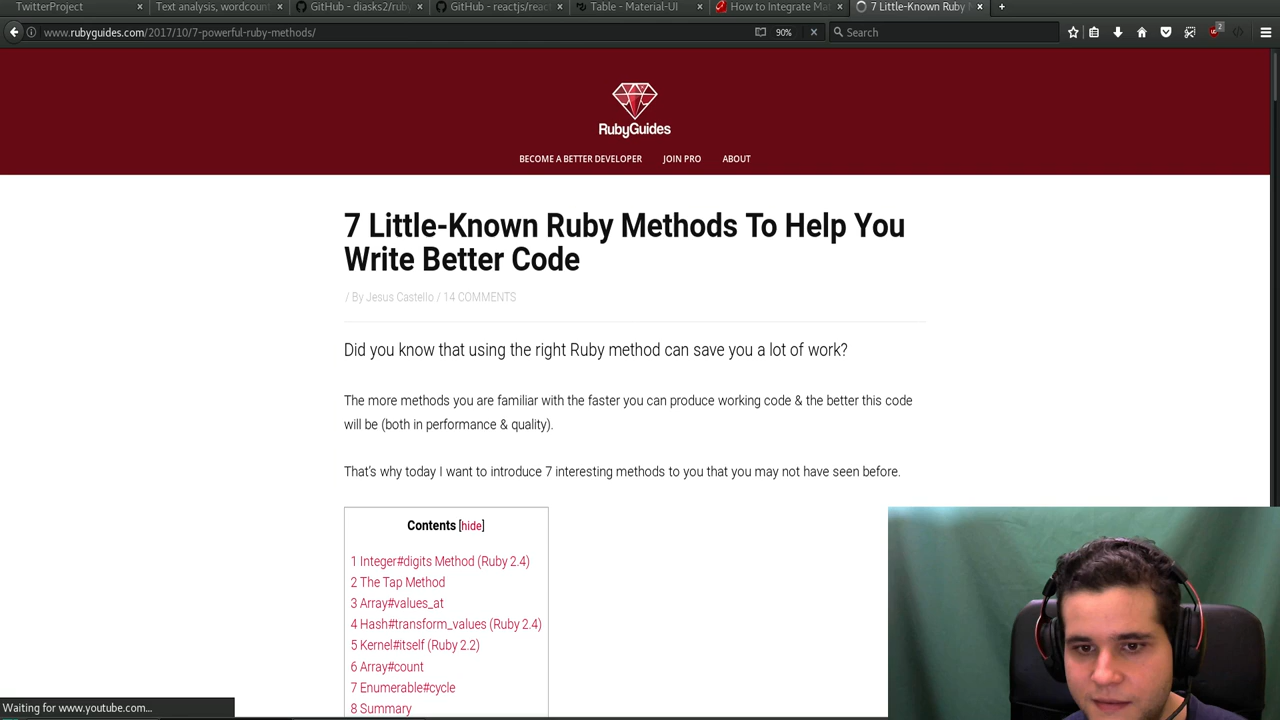 TwitterProject
Text analysis, wordcount
GitHub - diasks2/ruby
GitHub - reactjs/react
Table - Material-UI
How to Integrate Mat
7 Little-Known Ruby M
www.rubyguides.com/2017/10/7-powerful-ruby-methods/
90%
Search
2
RubyGuides
BECOME A BETTER DEVELOPER
JOIN PRO
ABOUT
7 Little-Known Ruby Methods To Help You
Write Better Code
/ By Jesus Castello / 14 COMMENTS
Did you know that using the right Ruby method can save you a lot of work?
The more methods you are familiar with the faster you can produce working code & the better this code
will be (both in performance & quality).
That's why today I want to introduce 7 interesting methods to you that you may not have seen before.
Contents [hide]
1 Integer#digits Method (Ruby 2.4)
2 The Tap Method
3 Array#values_at
4 Hash#transform_values (Ruby 2.4)
5 Kernel#itself (Ruby 2.2)
6 Array#count
7 Enumerable#cycle
8 Summary
Waiting for www.youtube.com...